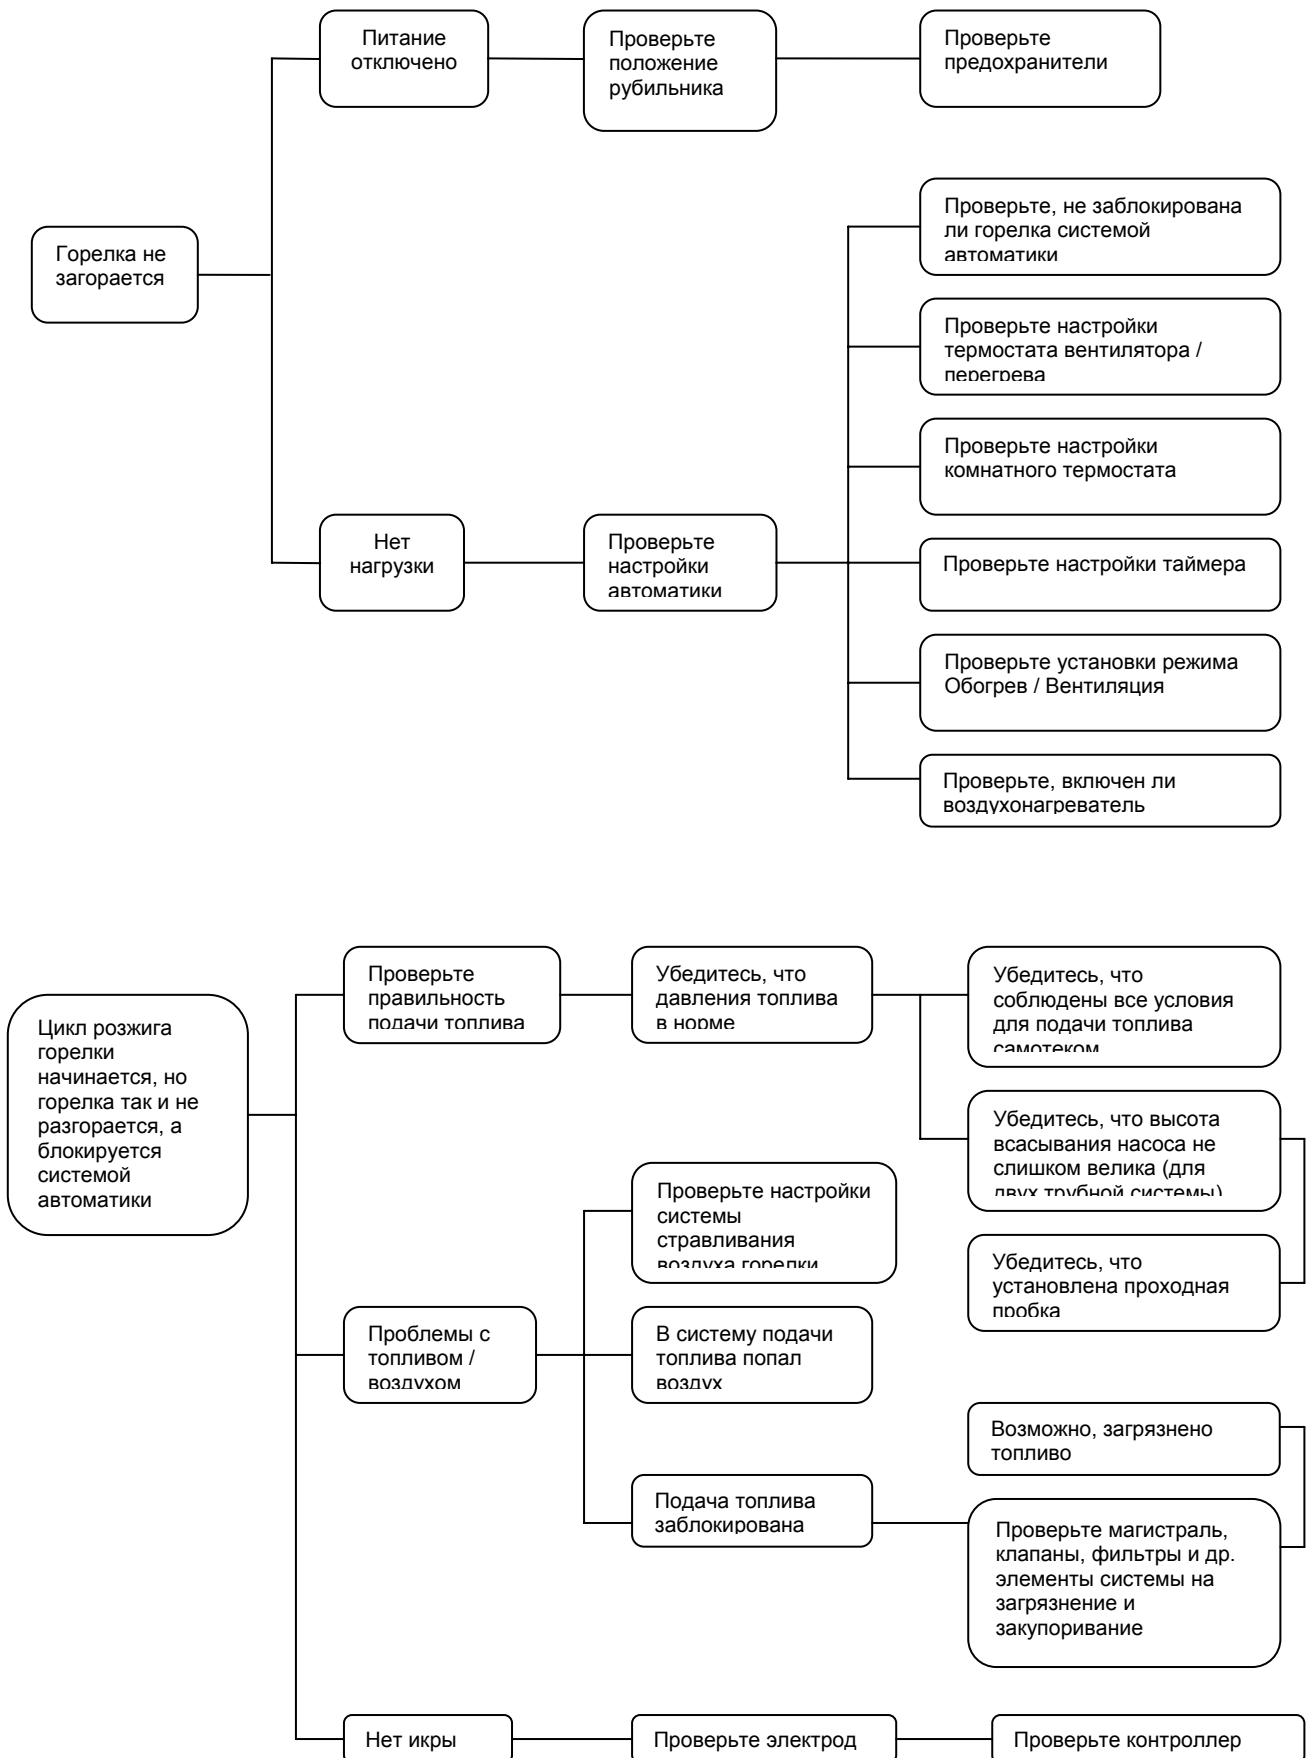 Питание
отключено
Проверьте
положение
рубильника
Проверьте
предохранители
Горелка не
загорается
Проверьте, не заблокирована
ли горелка системой
автоматики
Проверьте настройки
термостата вентилятора /
перегрева
Проверьте настройки
комнатного термостата
Нет
нагрузки
Проверьте
настройки
автоматики
Проверьте настройки таймера
Проверьте установки режима
Обогрев / Вентиляция
Проверьте, включен ли
воздухонагреватель
Цикл розжига
горелки
начинается, но
горелка так и не
разгорается, а
блокируется
системой
автоматики
Проверьте
правильность
подачи топлива
Убедитесь, что
давления топлива
в норме
Убедитесь, что
соблюдены все условия
для подачи топлива
самотеком
Убедитесь, что высота
всасывания насоса не
слишком велика (для
двух трубной системы)
Убедитесь, что
установлена проходная
пробка
Проверьте настройки
системы
стравливания
воздуха горелки
Проблемы с
топливом /
воздухом
В систему подачи
топлива попал
воздух
Подача топлива
заблокирована
Возможно, загрязнено
топливо
Проверьте магистраль,
клапаны, фильтры и др.
элементы системы на
загрязнение и
закупоривание
Нет икры
Проверьте электрод
Проверьте контроллер